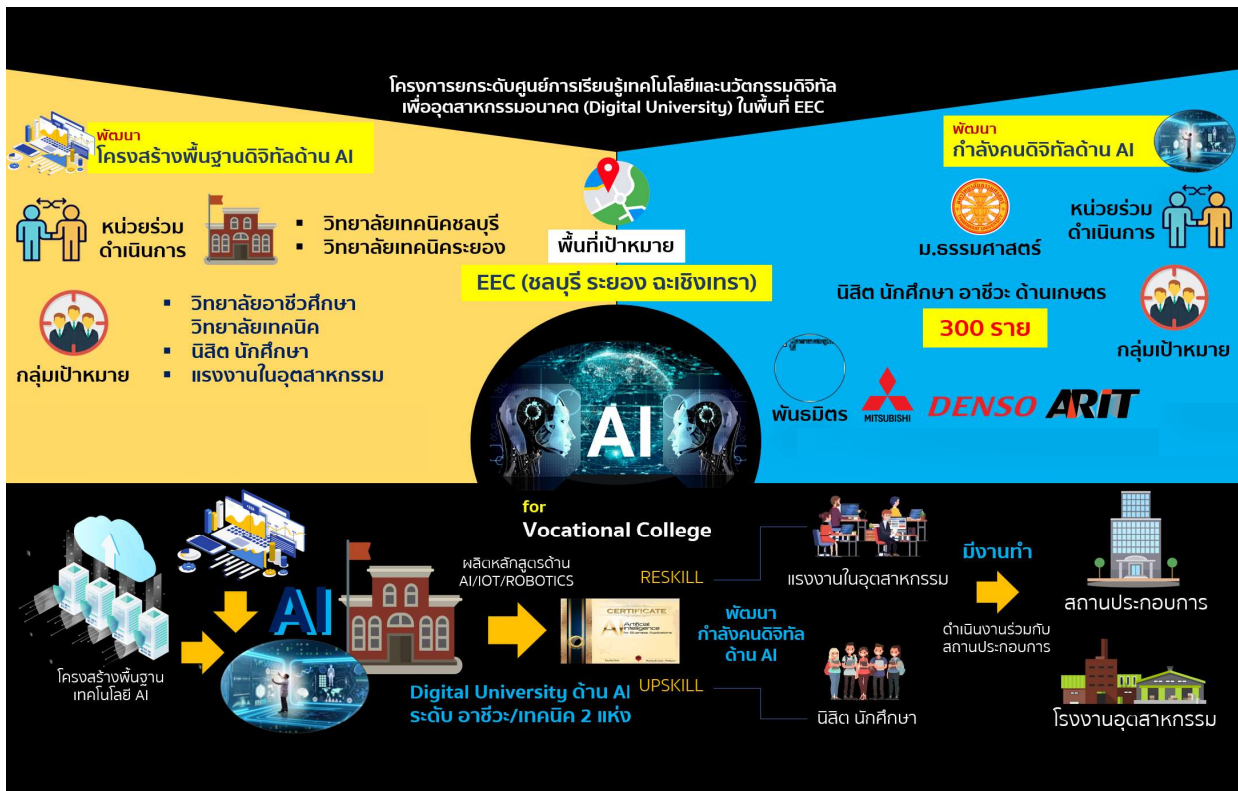 โครงการยกระดับศูนย์การเรียนรู้เทคโนโลยีและนวัตกรรมดิจิทัล
เพื่ออุตสาหกรรมอนาคต (Digital University) ในพื้นที่ EEC
พัฒนา
โครงสร้างพื้นฐานดิจิทัลด้าน AI
หน่วยร่วม
ดำเนินการ
▪ วิทยาลัยเทคนิคชลบุรี
▪ วิทยาลัยเทคนิคระยอง
กลุ่มเป้าหมาย
▪ วิทยาลัยอาชีวศึกษา
วิทยาลัยเทคนิค
▪ นิสิต นักศึกษา
▪ แรงงานในอุตสาหกรรม
พื้นที่เป้าหมาย
EEC (ชลบุรี ระยอง ฉะเชิงเทรา)
พัฒนา
กำลังคนดิจิทัลด้าน AI
ม.ธรรมศาสตร์
หน่วยร่วม
ดำเนินการ
นิสิต นักศึกษา อาชีวะ ด้านเกษตร
300 ราย
กลุ่มเป้าหมาย
พันธมิตร
MITSUBISHI
DENSO
ARiT
AI
for
Vocational College
โครงสร้างพื้นฐาน
เทคโนโลยี AI
AI
ผลิตหลักสูตรด้าน
AI/IOT/ROBOTICS
CERTIFICATE
AI Artificial
Intelligence
for Business Applications
Digital University ด้าน AI
ระดับ อาชีวะ/เทคนิค 2 แห่ง
RESKILL
พัฒนา
กำลังคนดิจิทัล
ด้าน AI
UPSKILL
แรงงานในอุตสาหกรรม
นิสิต นักศึกษา
มีงานทำ
ดำเนินงานร่วมกับ
สถานประกอบการ
สถานประกอบการ
โรงงานอุตสาหกรรม